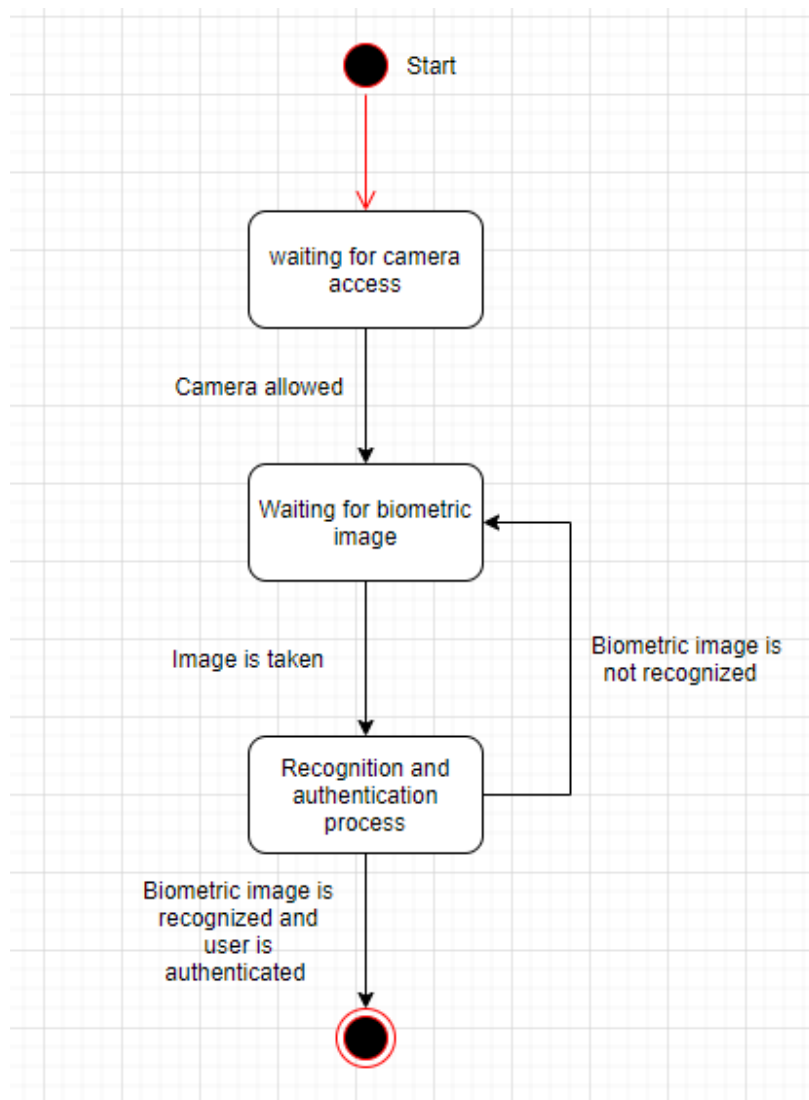 Start
waiting for camera
access
Camera allowed
Waiting for biometric
image
Image is taken
Biometric image is
not recognized
Recognition and
authentication
process
Biometric image is
recognized and
user is
authenticated